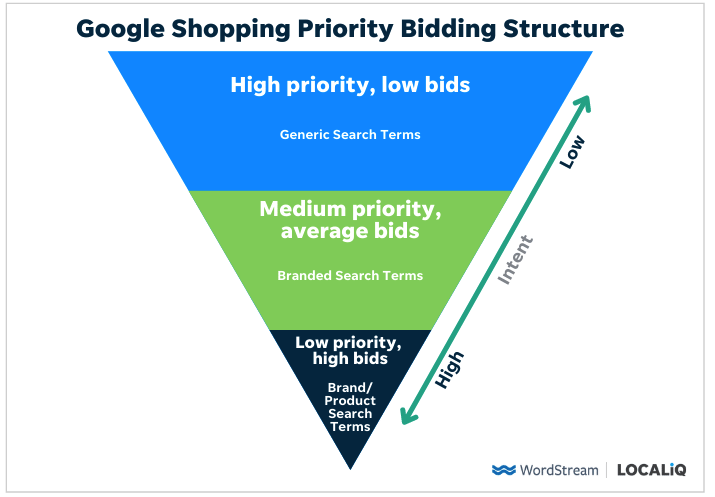 Google Shopping Priority Bidding Structure
High priority, low bids
Generic Search Terms
Low
Medium priority,
average bids
Intent
Branded Search Terms
Low priority,
high bids
High
Brand/
Product
Search
Terms
WordStream
LOCALiQ